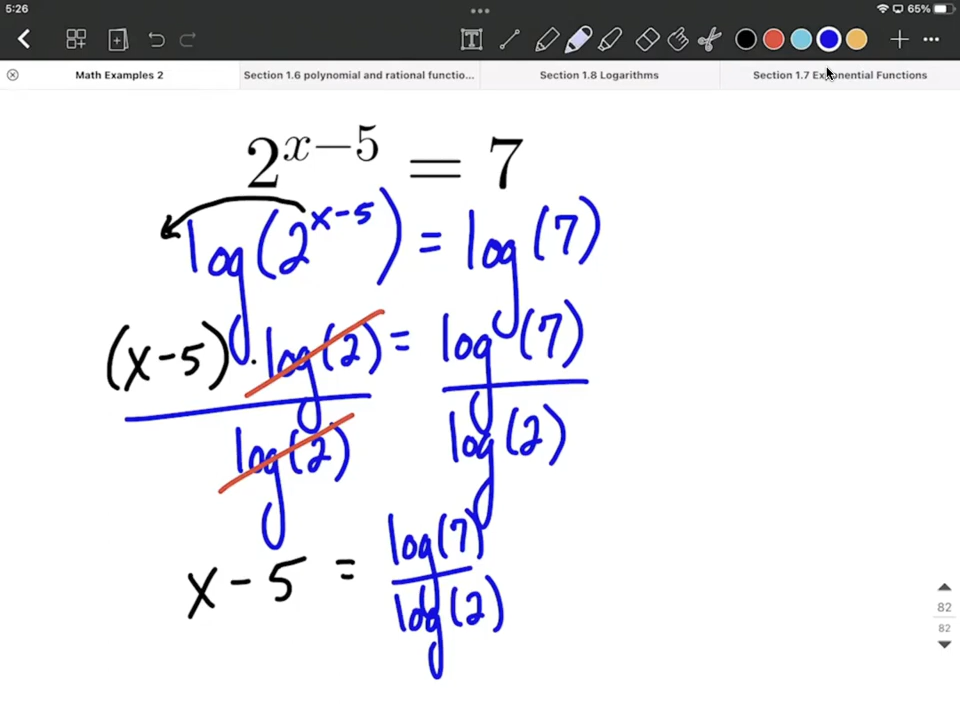 5:26
65%
Math Examples 2
Section 1.6 polynomial and rational functio...
Section 1.8 Logarithms
Section 1.7 Exponential Functions
2^{x-5} = 7
log(2^{x-5}) = log(7)
(x-5) · log(2) = log(7)
log(2) log(2)
x - 5 = log(7)
log(2)
82
82